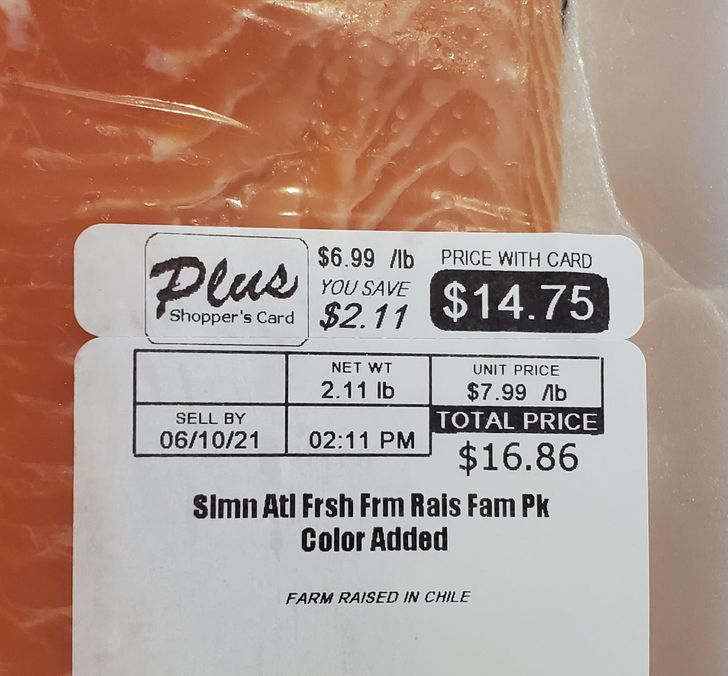 Plus
Shopper's Card
$6.99 /lb
YOU SAVE
$2.11
PRICE WITH CARD
$14.75
NET WT
2.11 lb
UNIT PRICE
$7.99 /lb
SELL BY
06/10/21
02:11 PM
TOTAL PRICE
$16.86
Slmn Atl Frsh Frm Rais Fam Pk
Color Added
FARM RAISED IN CHILE